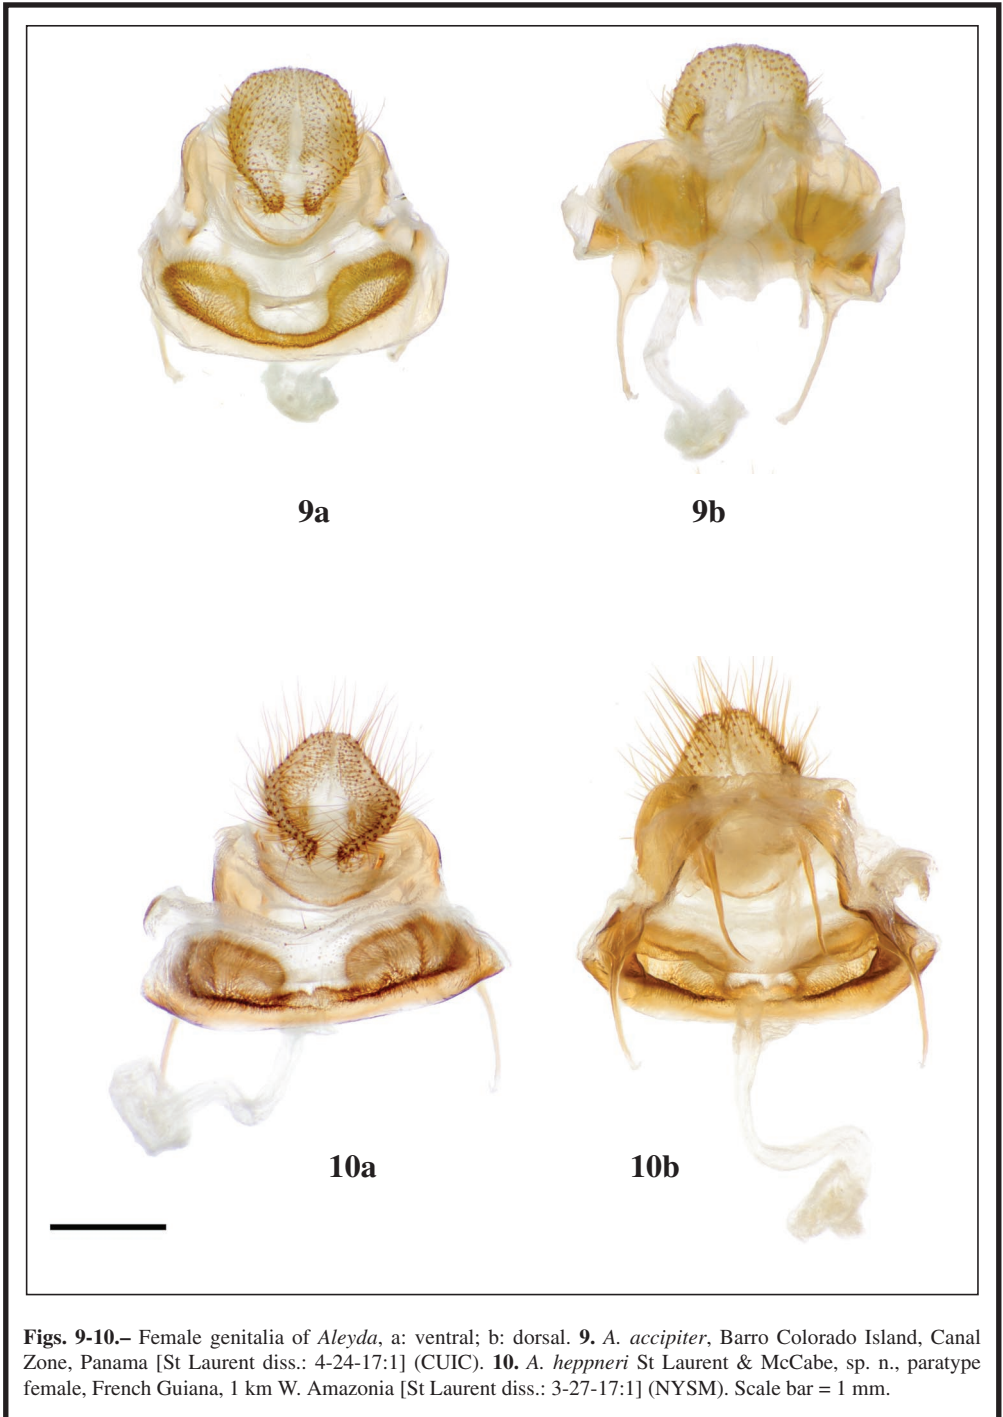 9a
9b
10a
10b
Figs. 9-10.– Female genitalia of Aleyda, a: ventral; b: dorsal. 9. A. accipiter, Barro Colorado Island, Canal
Zone, Panama [St Laurent diss.: 4-24-17:1] (CUIC). 10. A. heppneri St Laurent & McCabe, sp. n., paratype
female, French Guiana, 1 km W. Amazonia [St Laurent diss.: 3-27-17:1] (NYSM). Scale bar = 1 mm.